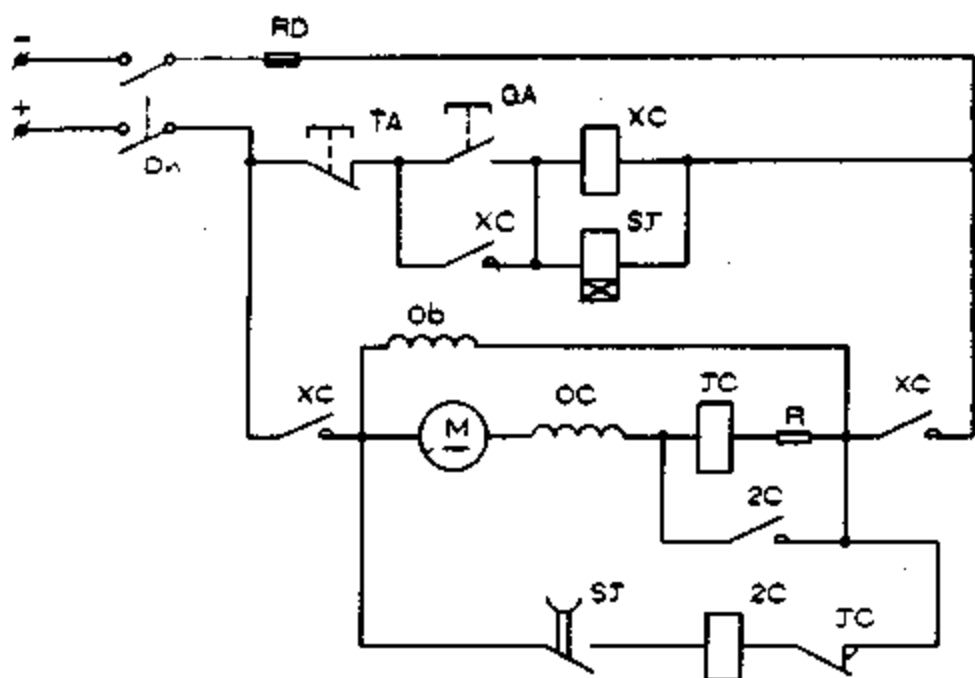 - RD
+ TA QA XC
Dn
XC SJ
Ob
XC M OC JC R XC
2C
SJ 2C JC